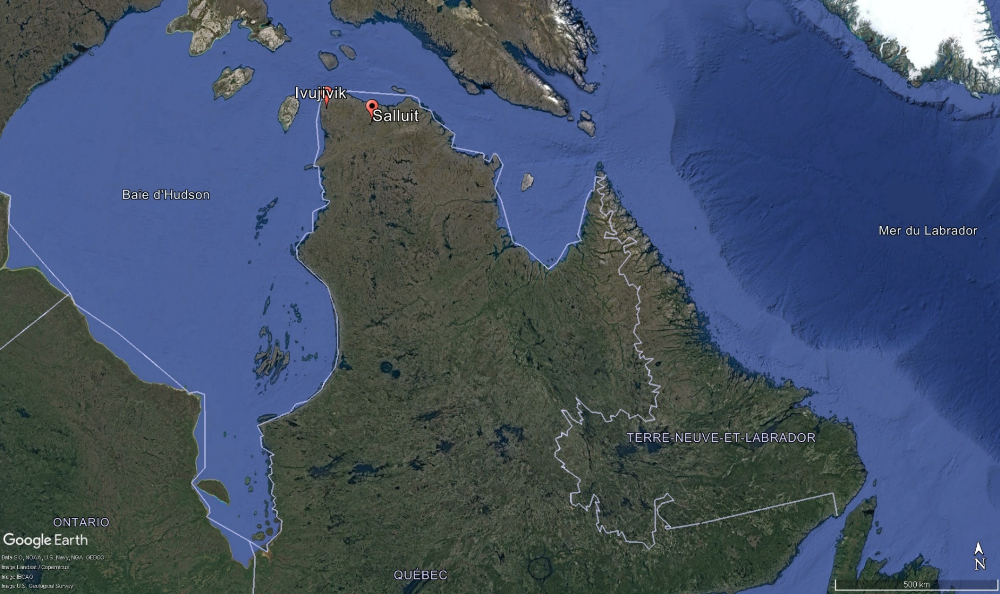 Ivujivik
Salluit
Baie d'Hudson
Mer du Labrador
TERRE-NEUVE-ET-LABRADOR
ONTARIO
Google Earth
Data SIO, NOAA, U.S. Navy, NGA, GEBCO
Image Landsat / Copernicus
Image IBCAO
Image U.S. Geological Survey
QUÉBEC
N
500 km